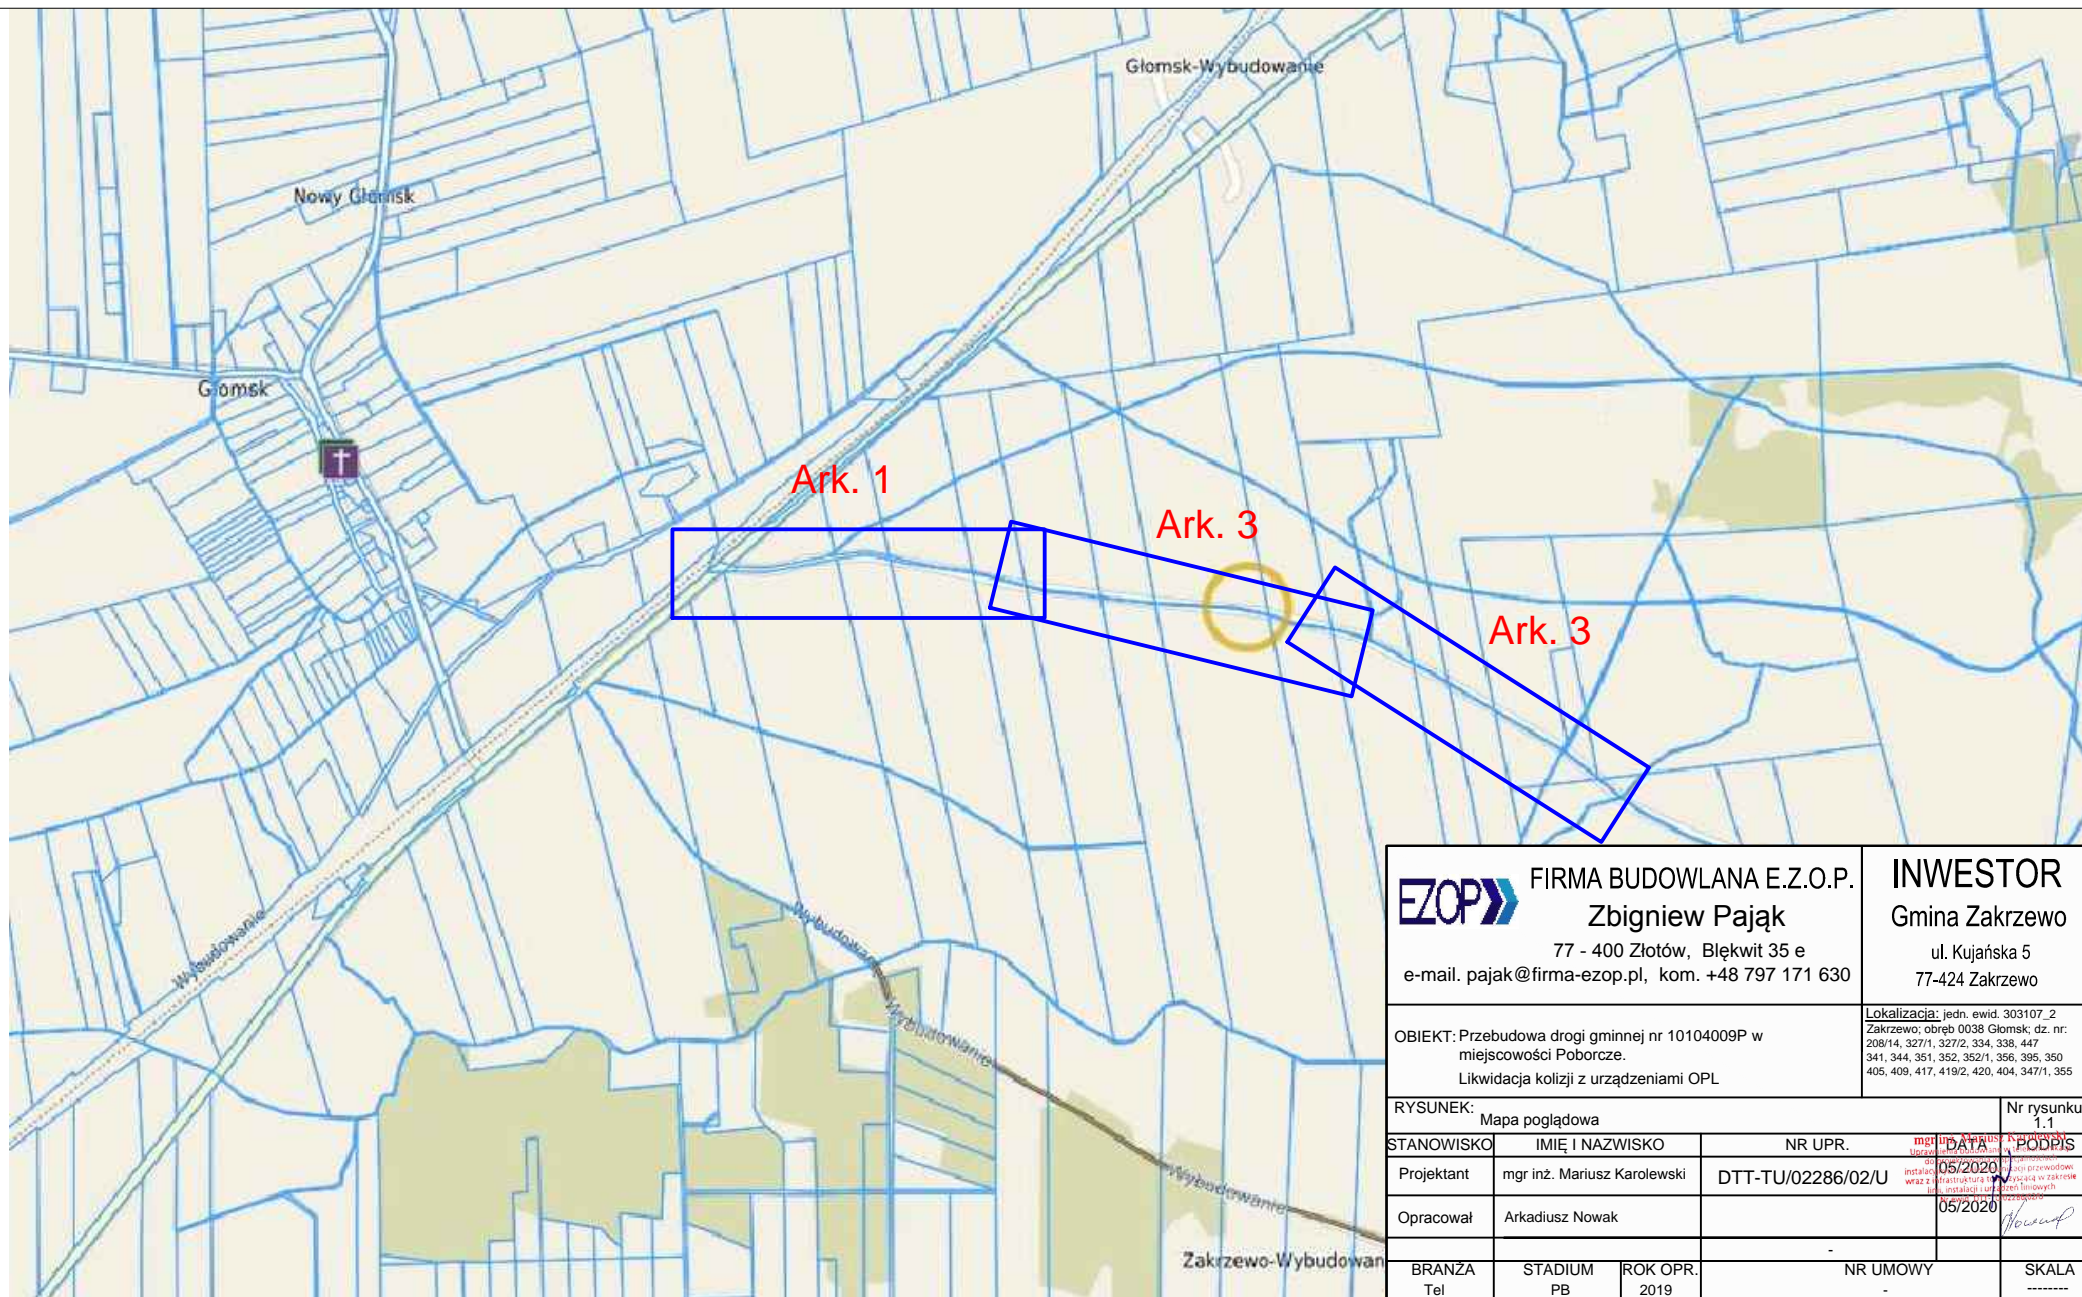 Głomsk-Wybudowanie
Nowy Głomsk
Głomsk
Ark. 1
Ark. 3
Ark. 3
Wybudowanie
Wybudowanie
Wybudowanie
Wybudowanie
Zakrzewo-Wybudowan
EZOP
FIRMA BUDOWLANA E.Z.O.P.
Zbigniew Pająk
77 - 400 Złotów, Blękwit 35 e
e-mail. pajak@firma-ezop.pl, kom. +48 797 171 630
INWESTOR
Gmina Zakrzewo
ul. Kujańska 5
77-424 Zakrzewo
OBIEKT: Przebudowa drogi gminnej nr 10104009P w
miejscowości Poborcze.
Likwidacja kolizji z urządzeniami OPL
Lokalizacja: jedn. ewid. 303107_2
Zakrzewo; obręb 0038 Głomsk; dz. nr:
208/14, 327/1, 327/2, 334, 338, 447
341, 344, 351, 352, 352/1, 356, 395, 350
405, 409, 417, 419/2, 420, 404, 347/1, 355
RYSUNEK: Mapa poglądowa
Nr rysunku
1.1
STANOWISKO IMIĘ I NAZWISKO NR UPR. DATA PODPIS
mgr inż. Mariusz Karolewski
Projektant mgr inż. Mariusz Karolewski DTT-TU/02286/02/U 05/2020
Opracował Arkadiusz Nowak 05/2020
-
BRANŻA STADIUM ROK OPR. NR UMOWY SKALA
Tel PB 2019 - --------